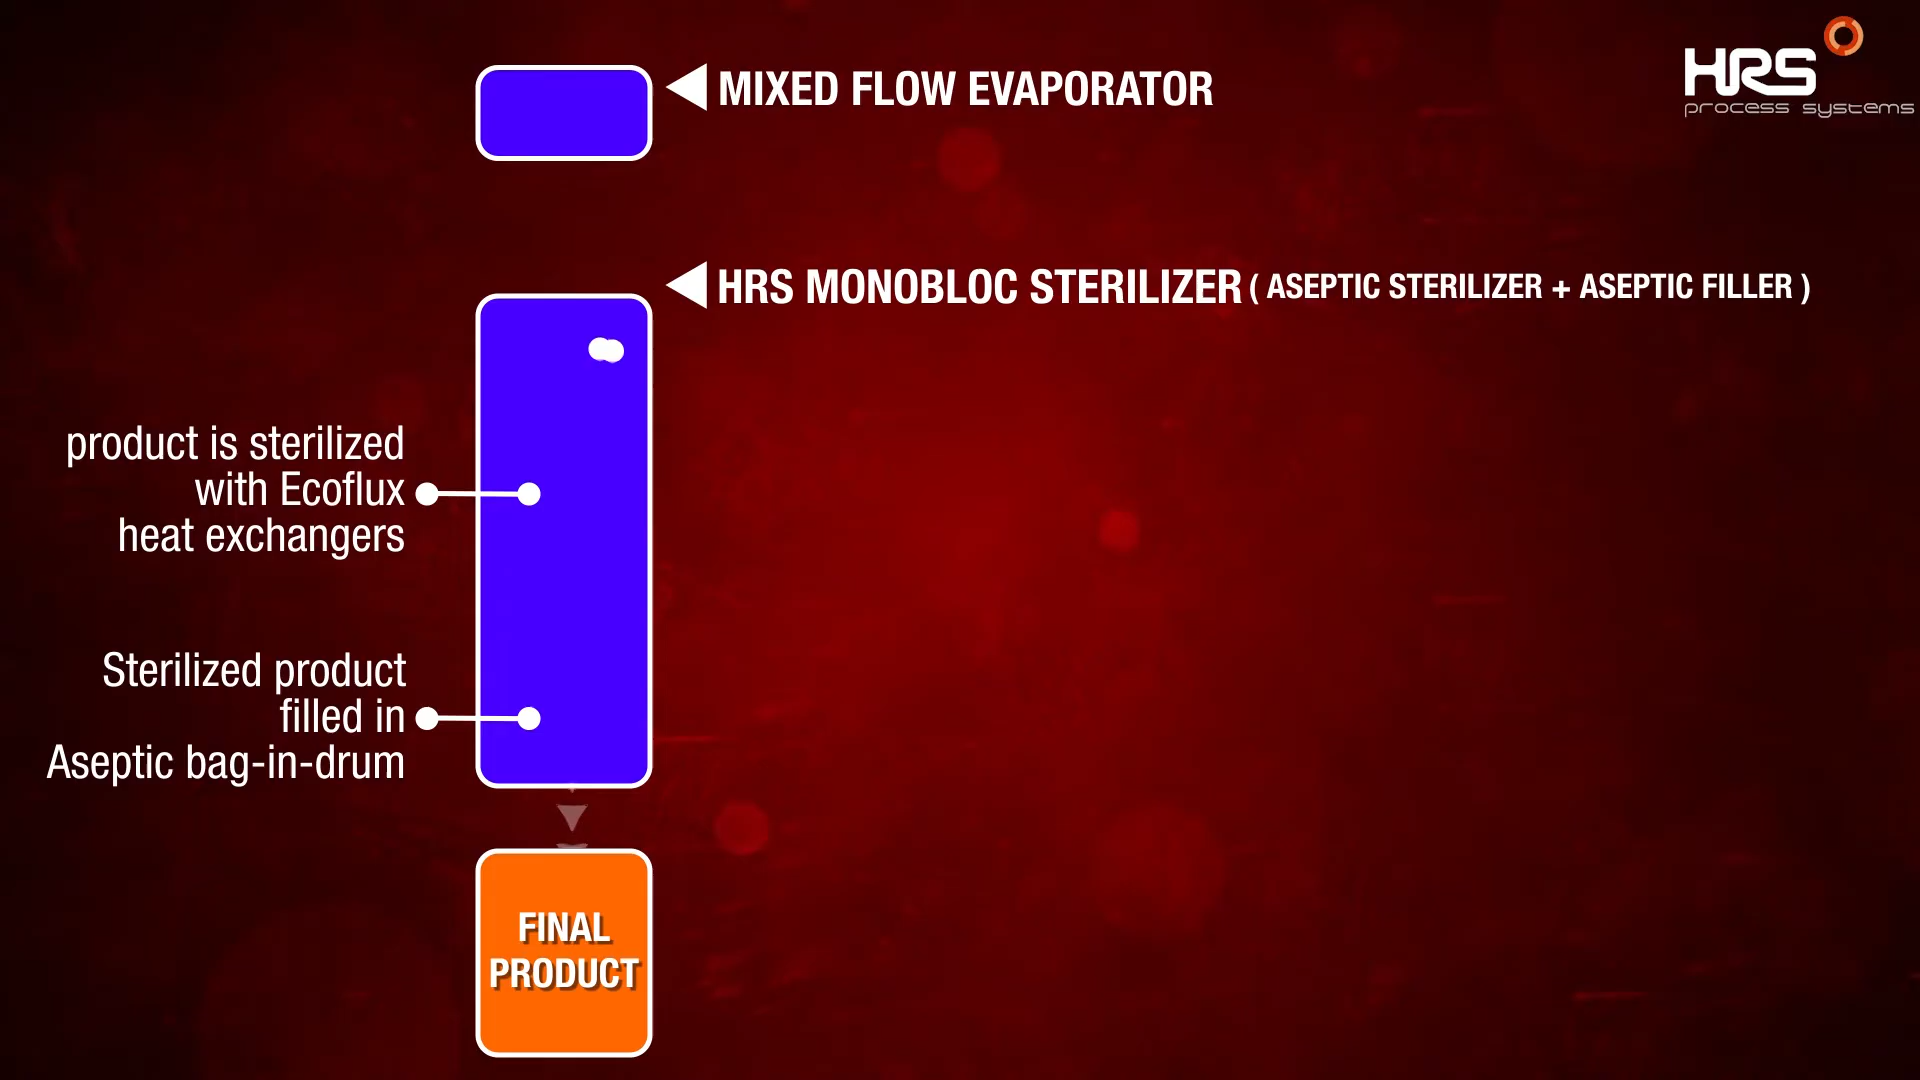 HRS
process systems
MIXED FLOW EVAPORATOR
HRS MONOBLOC STERILIZER ( ASEPTIC STERILIZER + ASEPTIC FILLER )
product is sterilized
with Ecoflux
heat exchangers
Sterilized product
filled in
Aseptic bag-in-drum
FINAL
PRODUCT